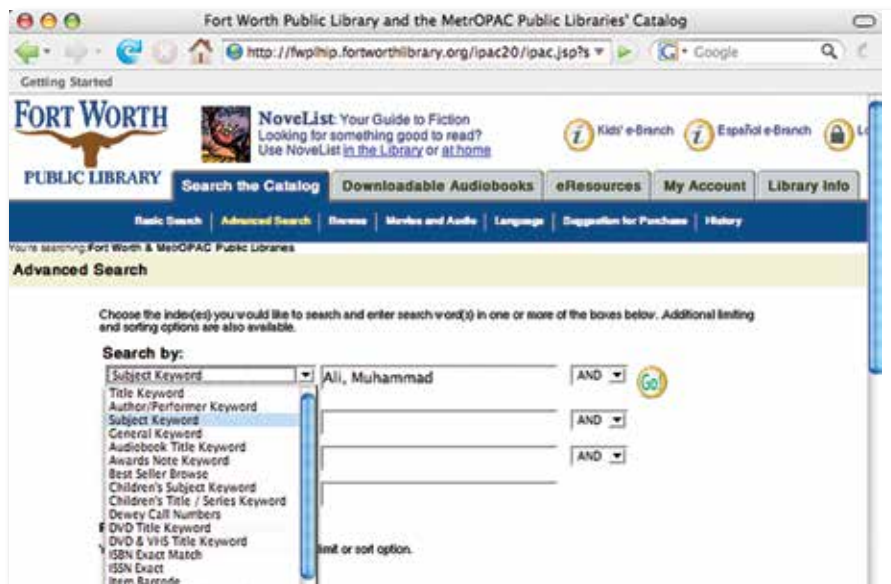 Fort Worth Public Library and the MetrOPAC Public Libraries' Catalog
http://fwplhip.fortworthlibrary.org/ipac20/ipac.jsp?s
Google
Getting Started
FORT WORTH
PUBLIC LIBRARY
NoveList: Your Guide to Fiction
Looking for something good to read?
Use NoveList in the Library or at home
Kids' e-Branch
Español e-Branch
Lo
Search the Catalog
Downloadable Audiobooks
eResources
My Account
Library Info
Basic Search | Advanced Search | Browse | Movies and Audio | Language | Suggestion for Purchase | History
You're searching: Fort Worth & MetrOPAC Public Libraries
Advanced Search
Choose the index(es) you would like to search and enter search word(s) in one or more of the boxes below. Additional limiting
and sorting options are also available.
Search by:
Subject Keyword
Ali, Muhammad
AND
Go!
Title Keyword
Author/Performer Keyword
Subject Keyword
AND
General Keyword
Audiobook Title Keyword
Awards Note Keyword
AND
Best Seller Browse
Children's Subject Keyword
Children's Title / Series Keyword
Dewey Call Numbers
DVD Title Keyword
DVD & VHS Title Keyword
ISBN Exact Match
limit or sort option.
ISSN Exact
Item Barcode